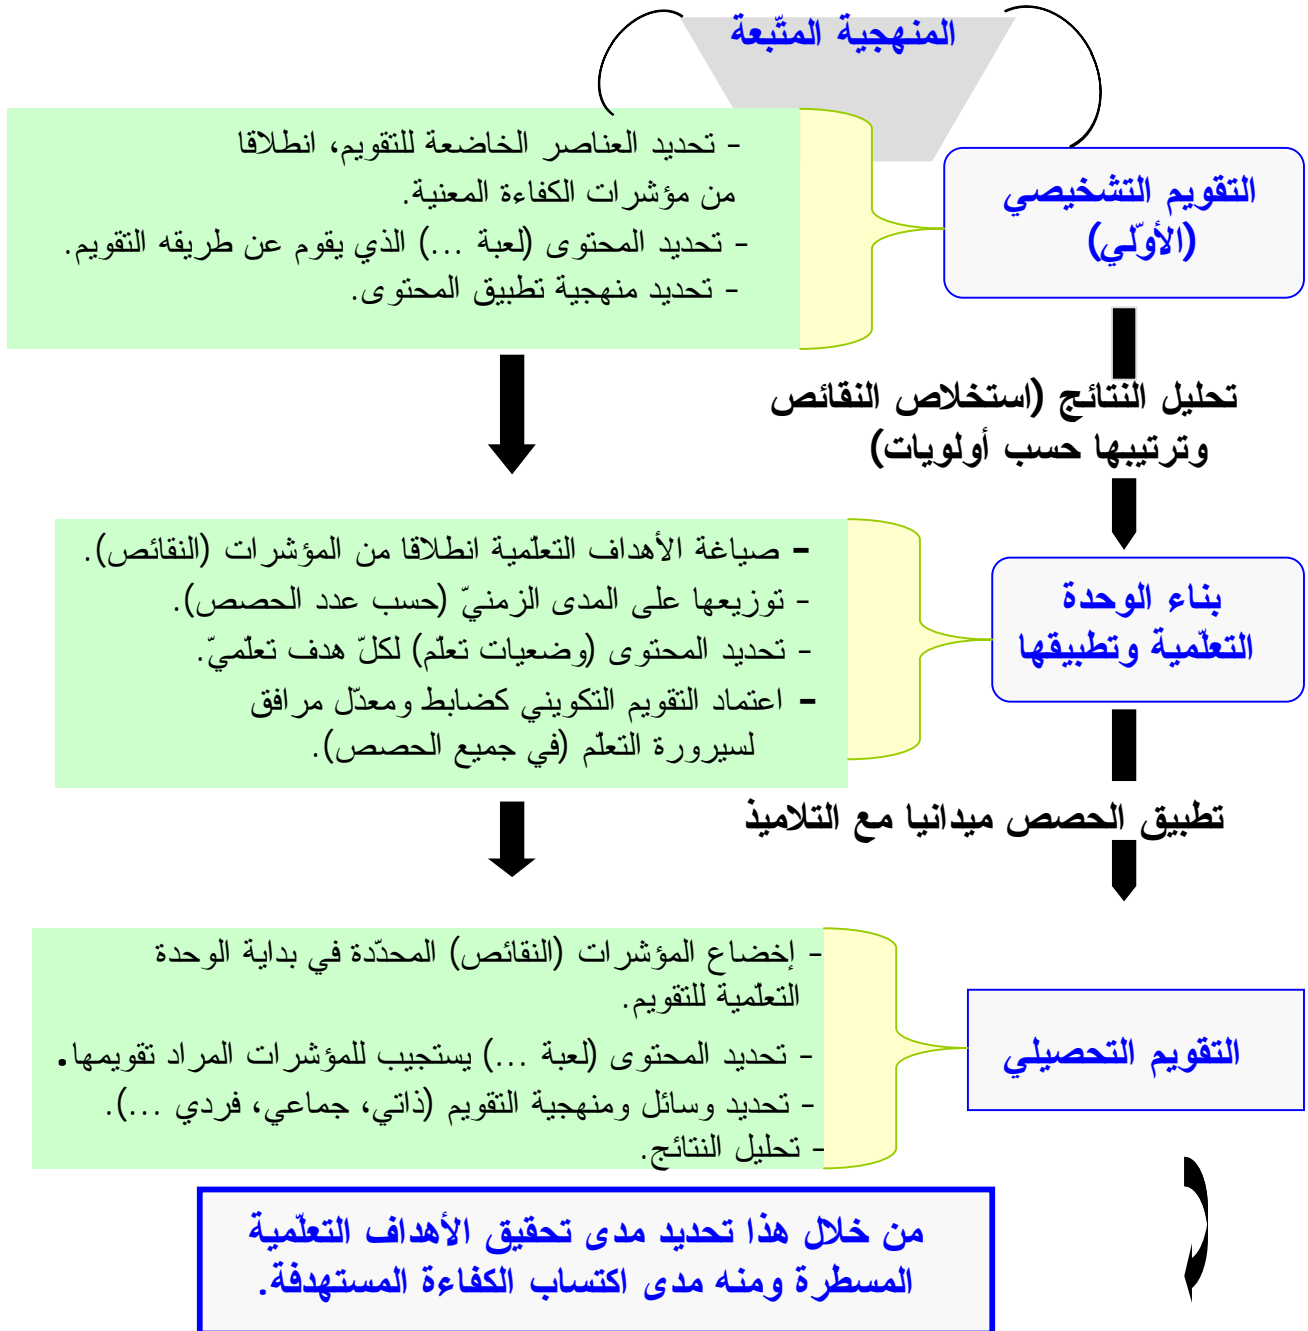 المنهجية المتّبعة
التقويم التشخيصي
(الأوّلي)
- تحديد العناصر الخاضعة للتقويم، انطلاقا
من مؤشرات الكفاءة المعنية.
- تحديد المحتوى (لعبة ...) الذي يقوم عن طريقه التقويم.
- تحديد منهجية تطبيق المحتوى.
تحليل النتائج (استخلاص النقائص
وترتيبها حسب أولويات)
بناء الوحدة
التعلّمية وتطبيقها
- صياغة الأهداف التعلّمية انطلاقا من المؤشرات (النقائص).
- توزيعها على المدى الزمنيّ (حسب عدد الحصص).
- تحديد المحتوى (وضعيات تعلّم) لكلّ هدف تعلّميّ.
- اعتماد التقويم التكويني كضابط ومعدّل مرافق
لسيرورة التعلّم (في جميع الحصص).
تطبيق الحصص ميدانيا مع التلاميذ
التقويم التحصيلي
- إخضاع المؤشرات (النقائص) المحدّدة في بداية الوحدة
التعلّمية للتقويم.
- تحديد المحتوى (لعبة ...) يستجيب للمؤشرات المراد تقويمها.
- تحديد وسائل ومنهجية التقويم (ذاتي، جماعي، فردي ...).
- تحليل النتائج.
من خلال هذا تحديد مدى تحقيق الأهداف التعلّمية
المسطرة ومنه مدى اكتساب الكفاءة المستهدفة.